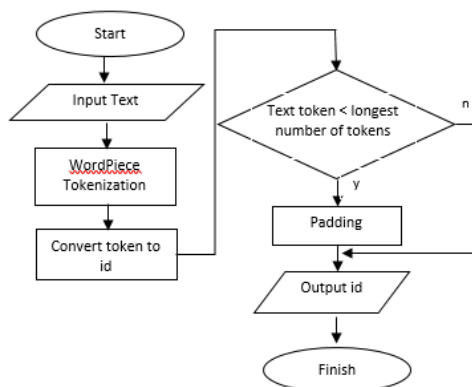 Start
Input Text
WordPiece
Tokenization
Convert token to
id
Text token < longest
number of tokens
n
y
Padding
Output id
Finish